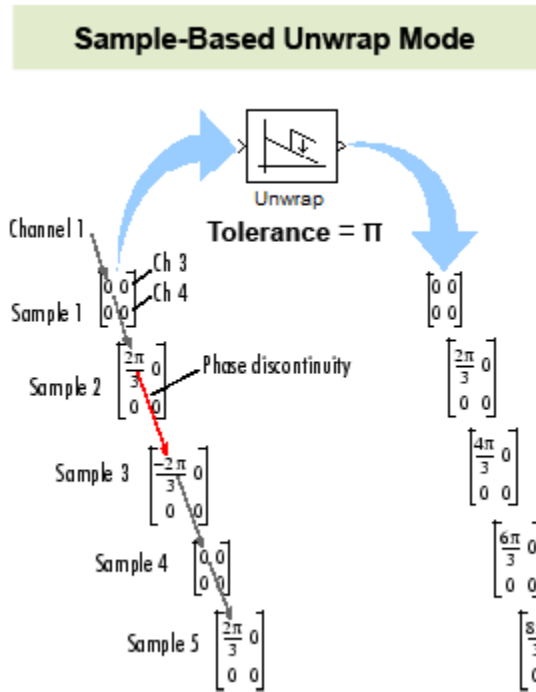 Sample-Based Unwrap Mode
Unwrap
Tolerance = π
Channel 1
Ch 3
Ch 4
Sample 1
[0 0
0 0]
[0 0
0 0]
Sample 2
[2π/3 0
0 0]
Phase discontinuity
[2π/3 0
0 0]
Sample 3
[-2π/3 0
0 0]
[4π/3 0
0 0]
Sample 4
[0 0
0 0]
[6π/3 0
0 0]
Sample 5
[2π/3 0
0 0]
[8
0 0